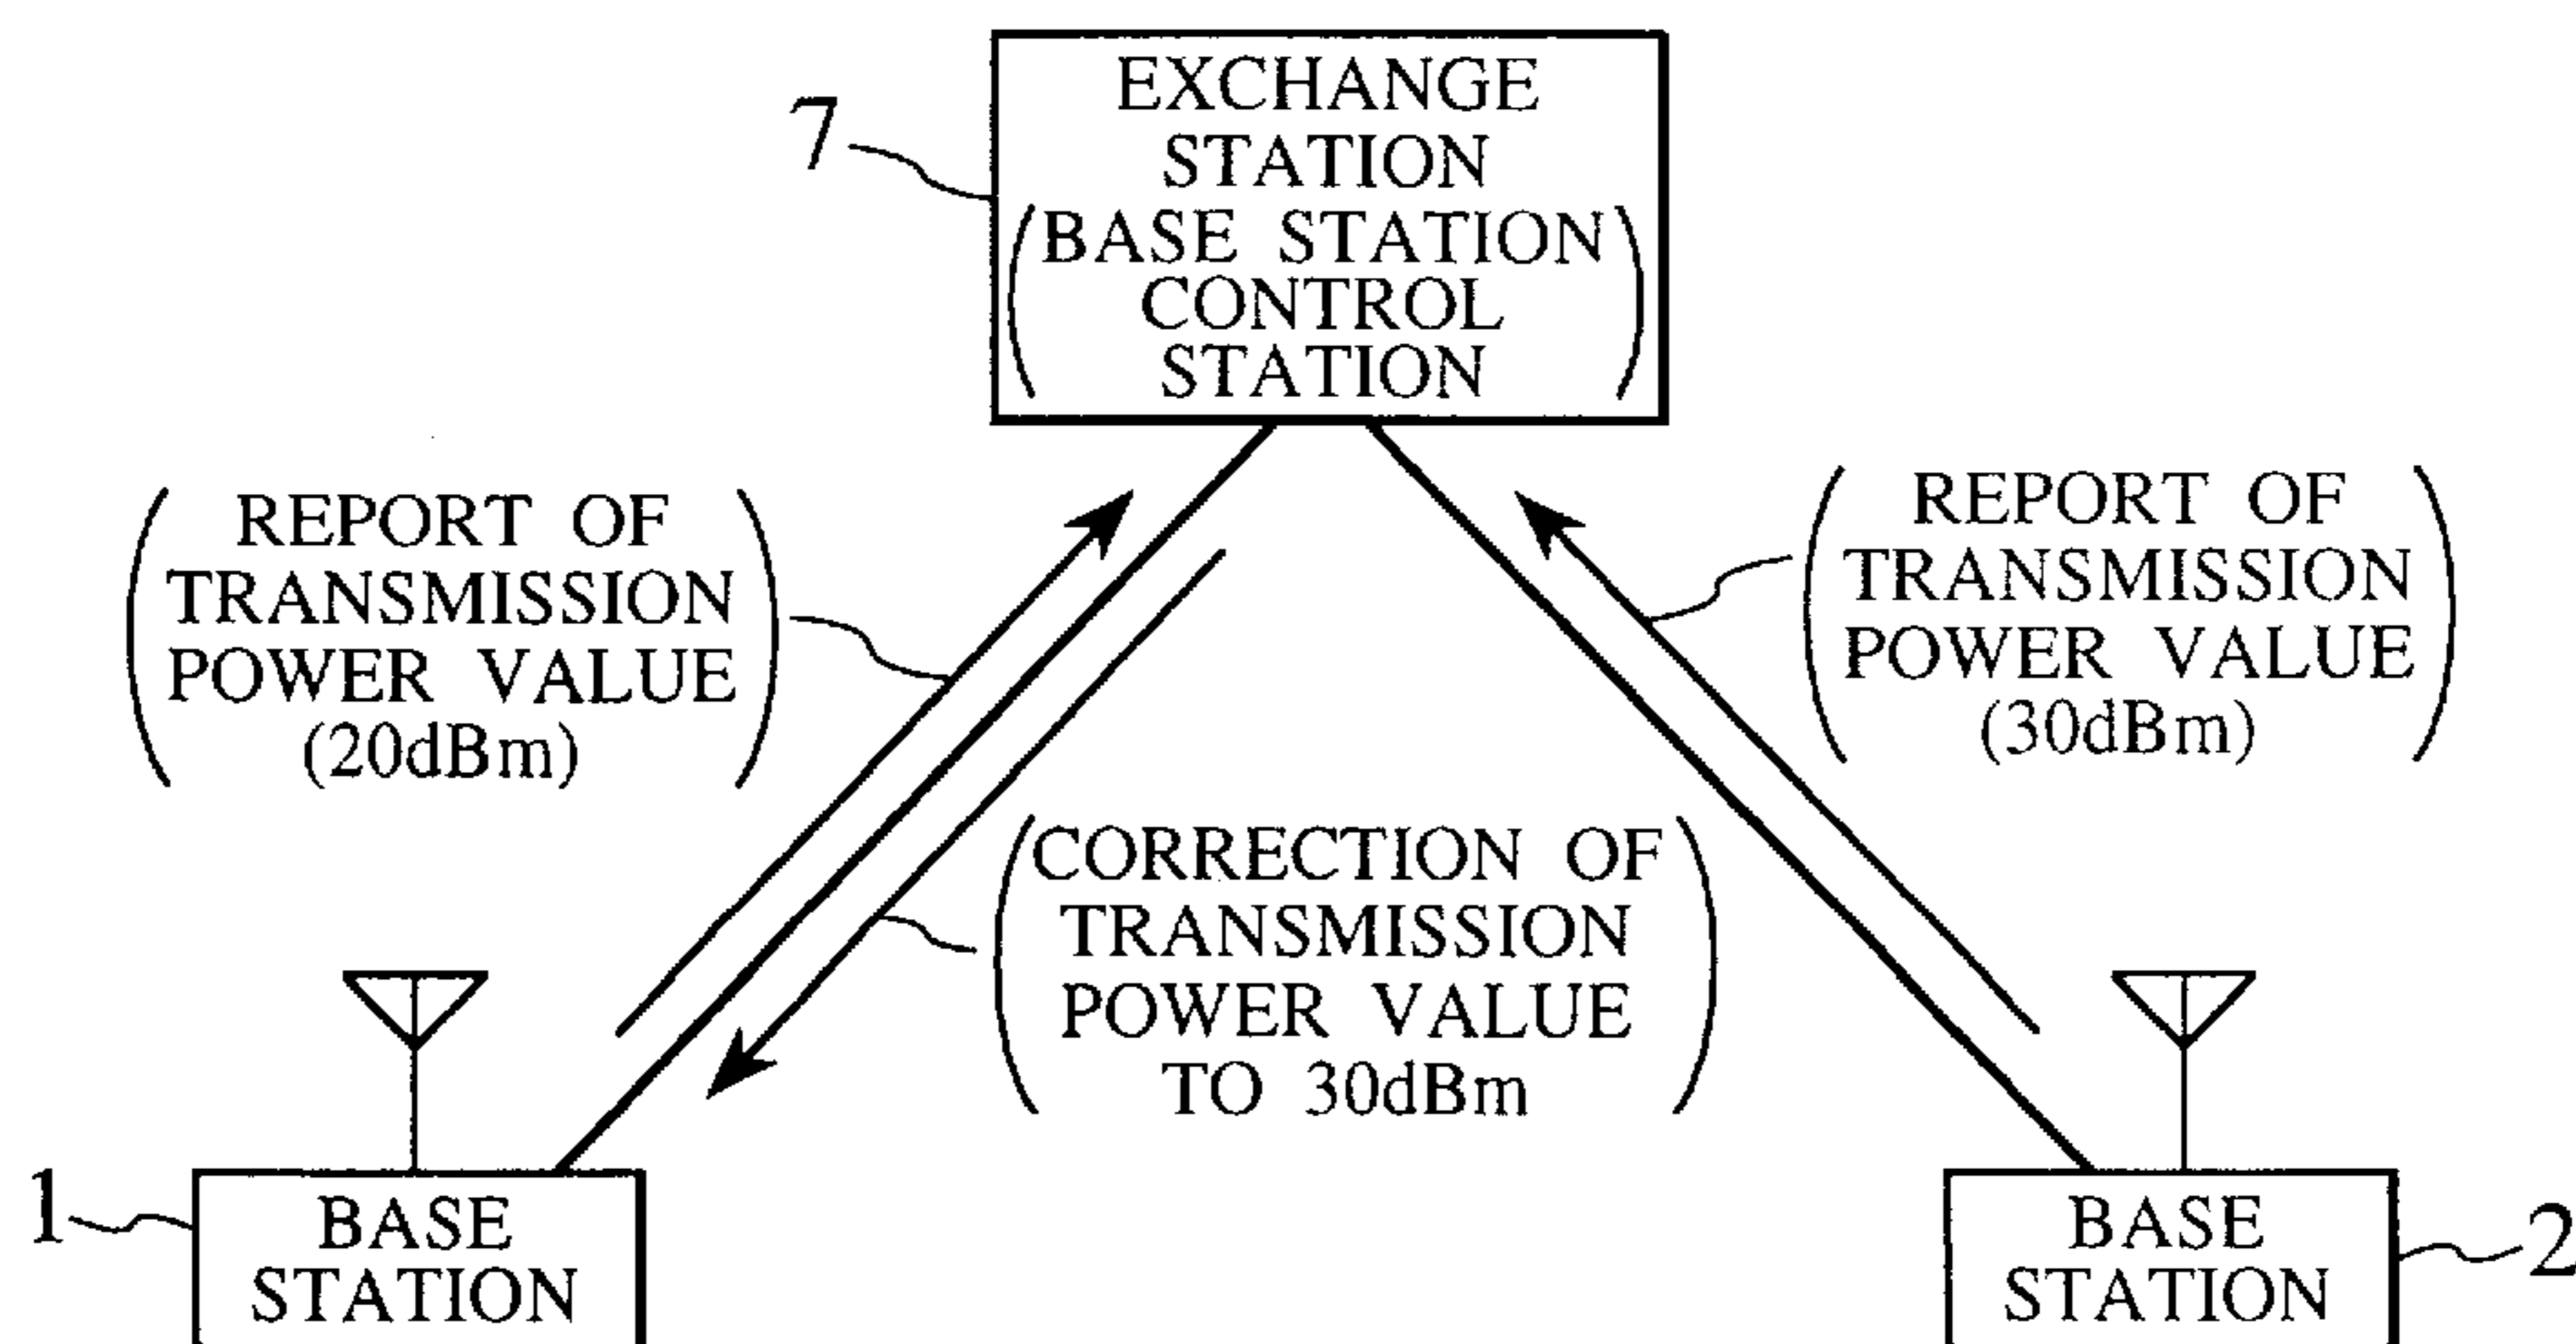 7
EXCHANGE
STATION
(BASE STATION
CONTROL
STATION)
(REPORT OF
TRANSMISSION
POWER VALUE
(20dBm))
(REPORT OF
TRANSMISSION
POWER VALUE
(30dBm))
(CORRECTION OF
TRANSMISSION
POWER VALUE
TO 30dBm)
1
BASE
STATION
BASE
STATION
2